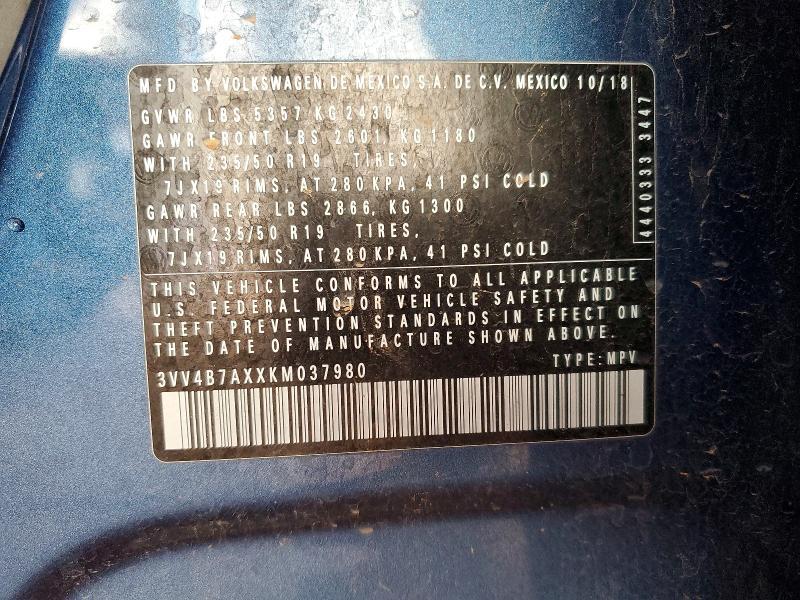 MFD BY VOLKSWAGEN DE MEXICO S.A. DE C.V. MEXICO 10/18
GVWR LBS 5357 KG 2430
GAWR FRONT LBS 2601, KG 1180
WITH 235/50 R19 TIRES,
7JX19 RIMS, AT 280 KPA, 41 PSI COLD
GAWR REAR LBS 2866, KG 1300
WITH 235/50 R19 TIRES,
7JX19 RIMS, AT 280 KPA, 41 PSI COLD
4440333 3447
THIS VEHICLE CONFORMS TO ALL APPLICABLE
U.S. FEDERAL MOTOR VEHICLE SAFETY AND
THEFT PREVENTION STANDARDS IN EFFECT ON
THE DATE OF MANUFACTURE SHOWN ABOVE.
3VV4B7AXXKM037980
TYPE: MPV